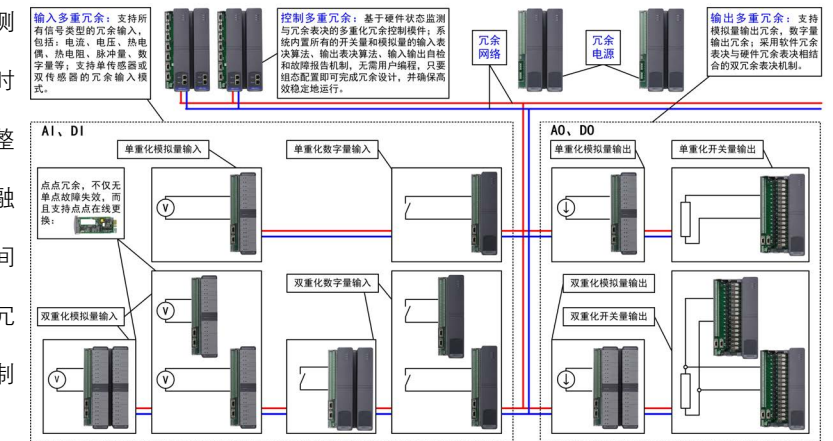 测
时
整
融
间
冗
制
输入多重冗余：支持所
有信号类型的冗余输入，
包括：电流、电压、热电
偶、热电阻、脉冲量、数
字量等；支持单传感器或
双传感器的冗余输入模
式。
控制多重冗余：基于硬件状态监测
与冗余表决的多重化冗余控制模件；系
统内置所有的开关量和模拟量的输入表
决算法、输出表决算法、输入输出自检
和故障报告机制，无需用户编程，只要
组态配置即可完成冗余设计，并确保高
效稳定地运行。
冗余
网络
冗余
电源
输出多重冗余：支持
模拟量输出冗余，数字量
输出冗余；采用软件冗余
表决与硬件冗余表决相结
合的双冗余表决机制。
AI、DI
单重化模拟量输入
单重化数字量输入
点点冗余，不仅无
单点故障失效，而
且支持点点在线更
换：
V
双重化模拟量输入
双重化数字量输入
V
V
AO、DO
单重化模拟量输出
单重化开关量输出
双重化模拟量输出
双重化开关量输出